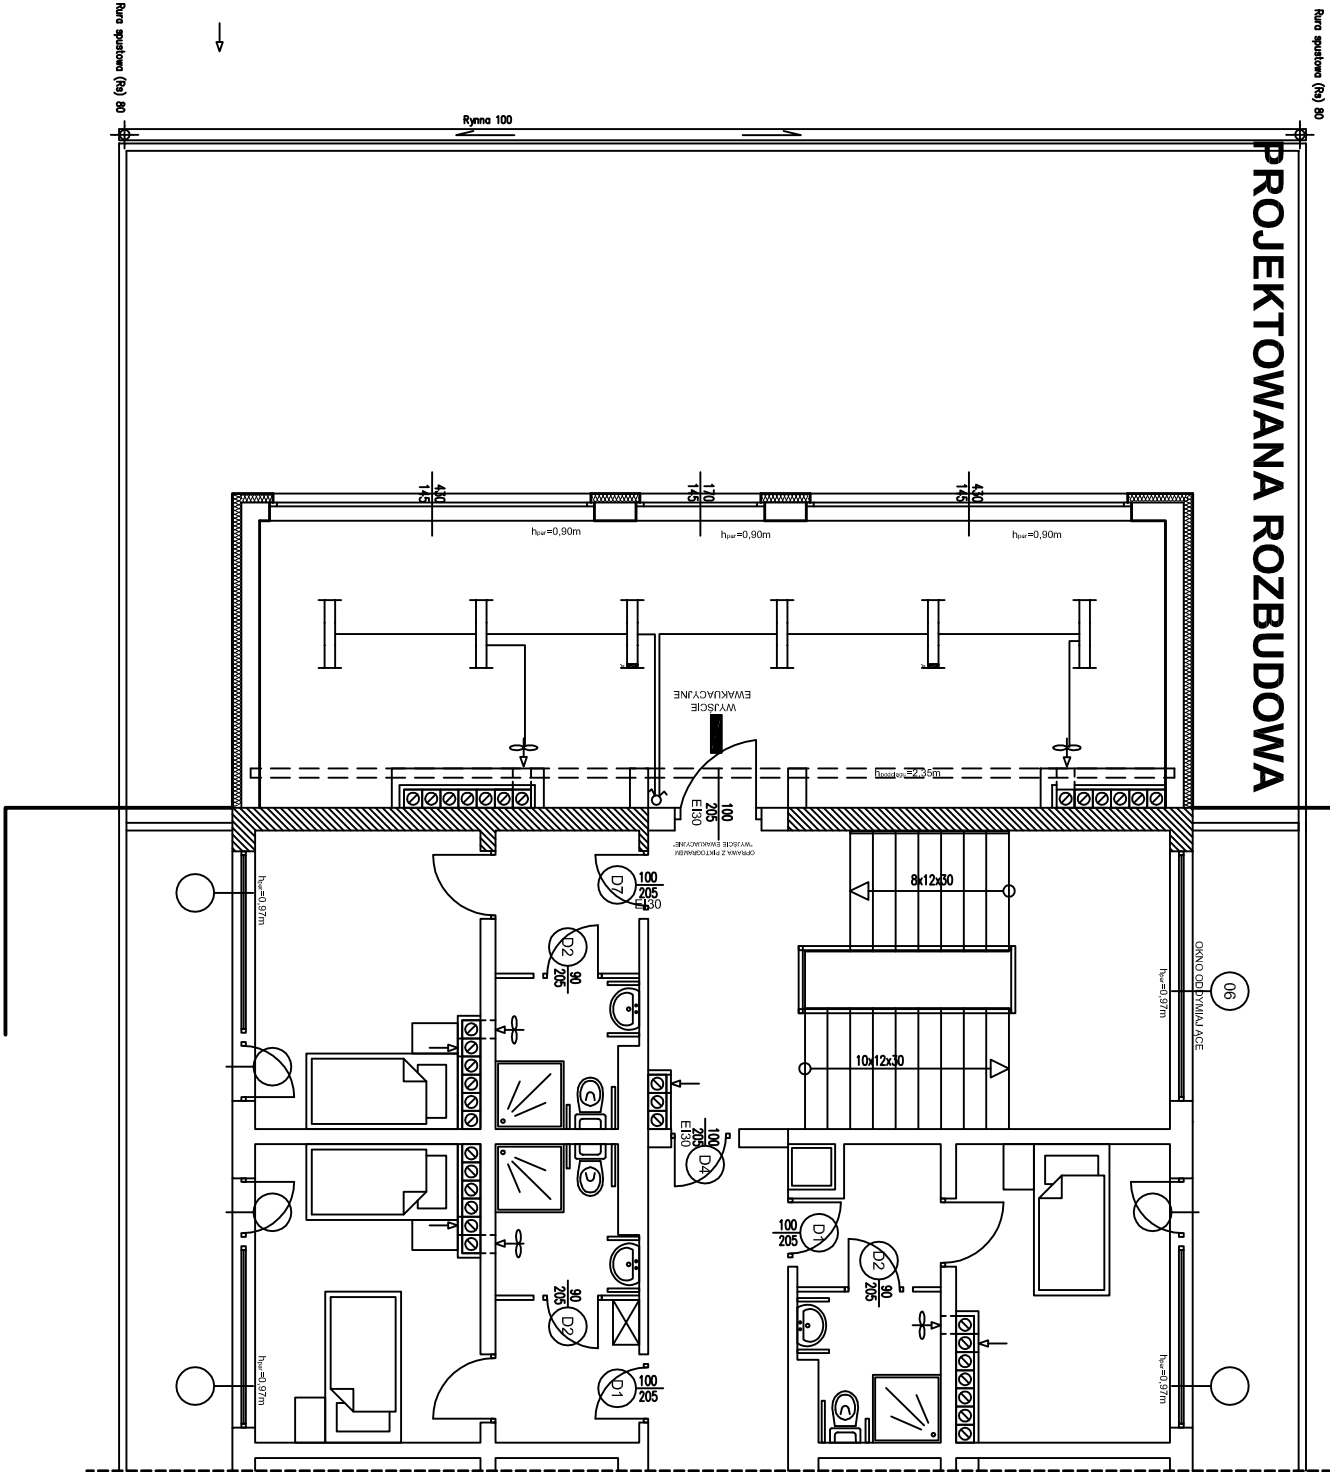 Rura spustowa (Rs) 80
Rura spustowa (Rs) 80
Rynna 100
PROJEKTOWANA ROZBUDOWA
430
145
170
145
430
145
hpar=0,90m
hpar=0,90m
hpar=0,90m
WYJŚCIE
EWAKUACYJNE
hpodciągu=2,35m
100
205
EI30
OPRAWA Z PIKTOGRAMEM
"WYJŚCIE EWAKUACYJNE"
hpar=0,97m
D7
100
205
EI30
8x12x30
D2
90
205
OKNO ODDYMIAJĄCE
hpar=0,97m
06
10x12x30
100
205
EI30
D4
D1
100
205
D2
90
205
D2
90
205
D1
100
205
hpar=0,97m
hpar=0,97m